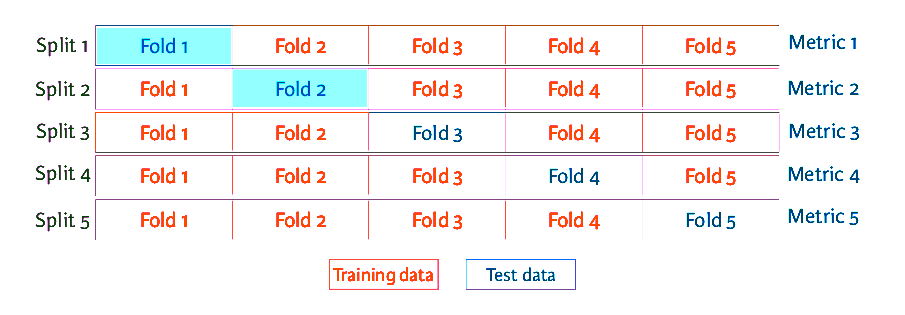 Split 1 Fold 1 Fold 2 Fold 3 Fold 4 Fold 5 Metric 1
Split 2 Fold 1 Fold 2 Fold 3 Fold 4 Fold 5 Metric 2
Split 3 Fold 1 Fold 2 Fold 3 Fold 4 Fold 5 Metric 3
Split 4 Fold 1 Fold 2 Fold 3 Fold 4 Fold 5 Metric 4
Split 5 Fold 1 Fold 2 Fold 3 Fold 4 Fold 5 Metric 5
Training data Test data